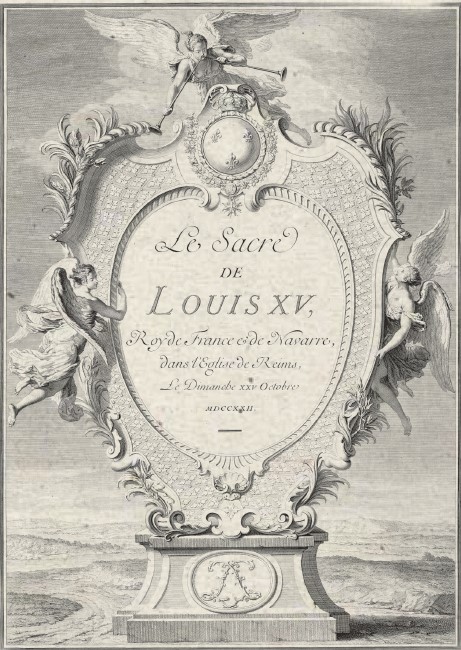 Le Sacre
DE
LOUIS XV,
Roy de France & de Navarre,
dans l'Eglise de Reims,
Le Dimanche XXV Octobre
MDCCXXII.